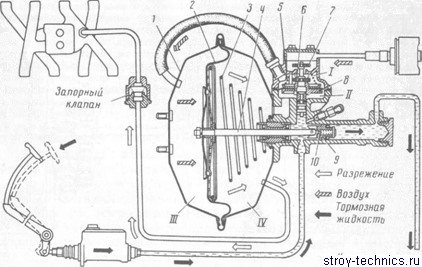 1 2 3 4 5 6 7
Запорный
клапан
I
8
II
10 9
III IV
Разрежение
Воздух
Тормозная
жидкость
stroy-technics.ru